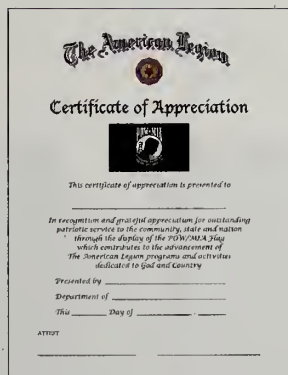 The American Legion
Certificate of Appreciation
POW★MIA
This certificate of appreciation is presented to
In recognition and grateful appreciation for outstanding
patriotic service to the community, state and nation
through the display of the POW/MIA Flag
which contributes to the advancement of
The American Legion programs and activities
dedicated to God and Country
Presented by
Department of
This Day of
ATTEST